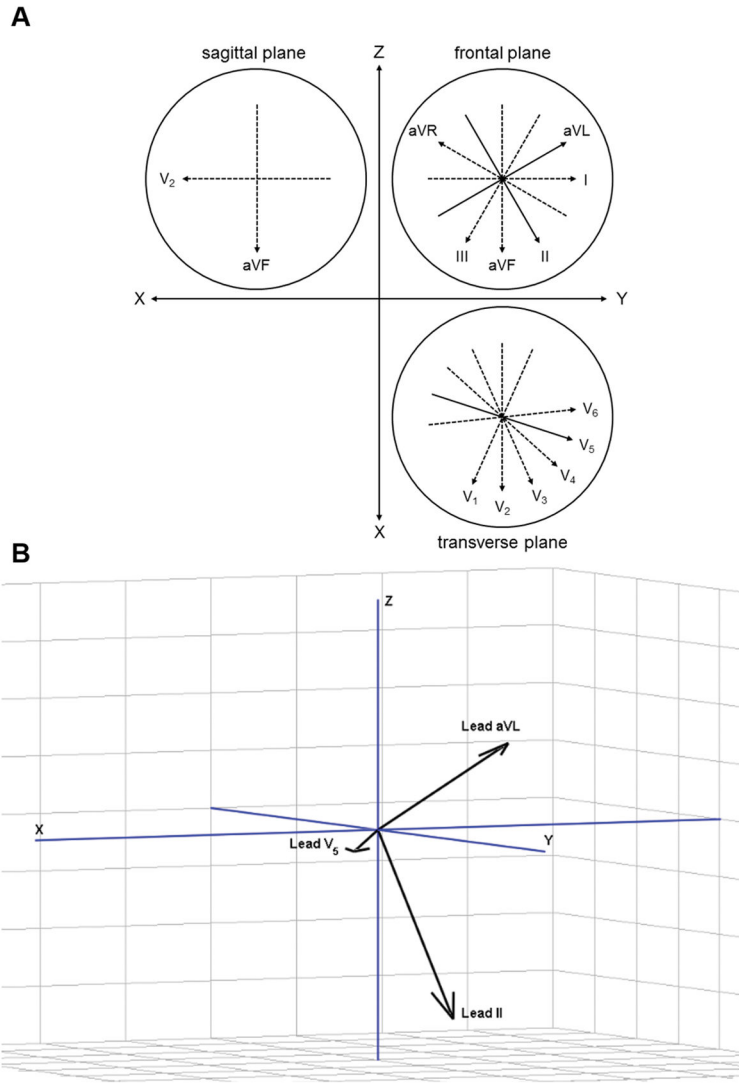 A
sagittal plane
Z
frontal plane
aVR
aVL
V2
I
aVF
III
aVF
II
X
Y
V6
V5
V4
V1
V2
V3
X
transverse plane
B
Z
Lead aVL
X
Y
Lead V5
Lead II